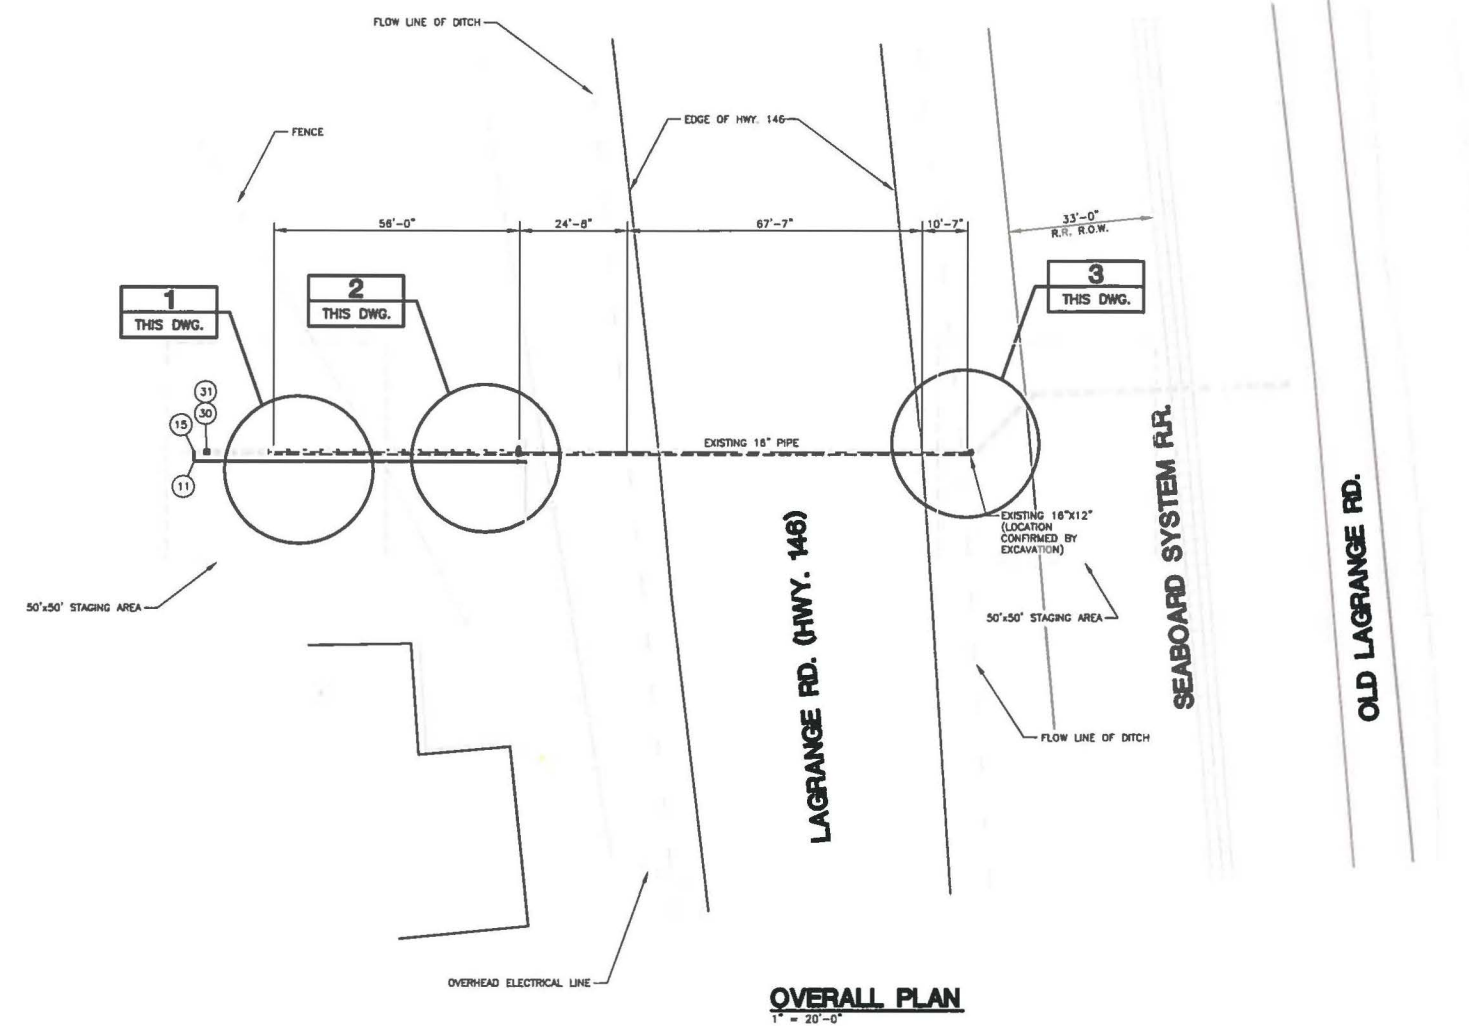 FLOW LINE OF DITCH
EDGE OF HWY. 146
FENCE
56'-0"
24'-8"
67'-7"
10'-7"
33'-0"
R.R. R.O.W.
1
THIS DWG.
2
THIS DWG.
3
THIS DWG.
31
30
15
11
EXISTING 16" PIPE
EXISTING 16"X12"
(LOCATION
CONFIRMED BY
EXCAVATION)
50'x50' STAGING AREA
50'x50' STAGING AREA
LAGRANGE RD. (HWY. 146)
SEABOARD SYSTEM R.R.
OLD LAGRANGE RD.
FLOW LINE OF DITCH
OVERHEAD ELECTRICAL LINE
OVERALL PLAN
1" = 20'-0"